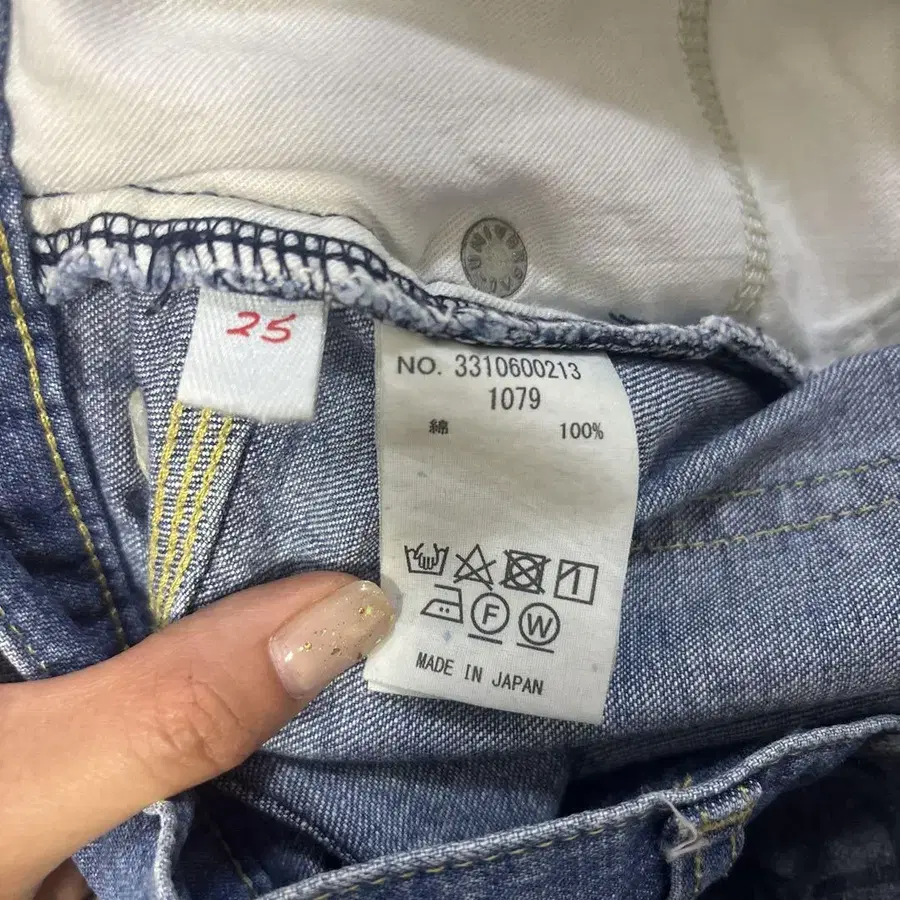 25
NO. 3310600213
1079
綿 100%
F W
MADE IN JAPAN